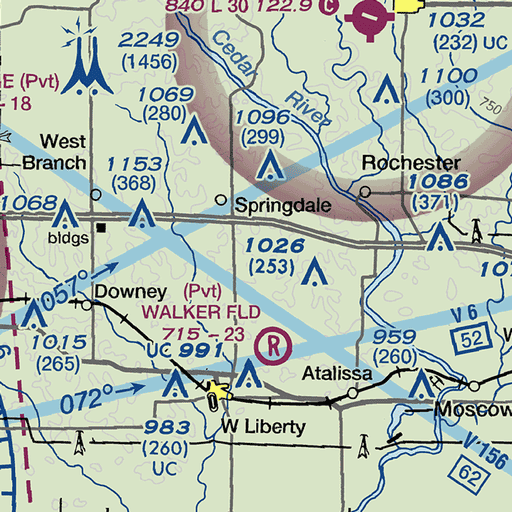 840 L 30 122.9 C
1032
(232) UC
2249
(1456)
Cedar
River
E (Pvt)
- 18
1069
(280)
1100
(300)
750
1096
(299)
West
Branch
1153
(368)
Rochester
1086
(371)
1068
Springdale
bldgs
1026
(253)
107
057°
Downey
(Pvt)
WALKER FLD
715 - 23
R
V 6
52
1015
(265)
UC 991
959
(260)
W
Atalissa
072°
983
(260)
UC
W Liberty
Moscow
V 156
62